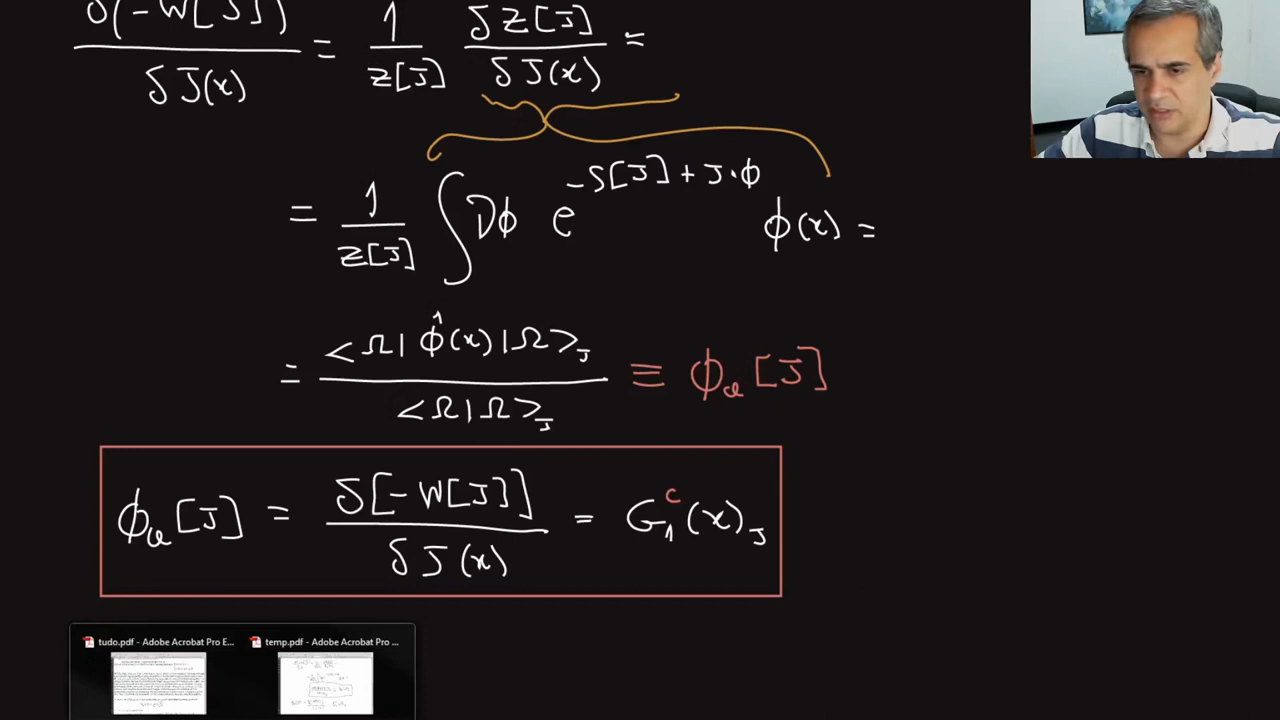 δ(-W[J]) / δJ(x) = 1/Z[J] δZ[J]/δJ(x) =
= 1/Z[J] ∫Dϕ e^{-S[J] + J·ϕ} ϕ(x) =
= <Ω| ϕ̂(x) |Ω>_J / <Ω|Ω>_J ≡ ϕ_cl[J]
ϕ_cl[J] = δ[-W[J]] / δJ(x) = G_1^c(x)_J
tudo.pdf - Adobe Acrobat Pro E... temp.pdf - Adobe Acrobat Pro ...